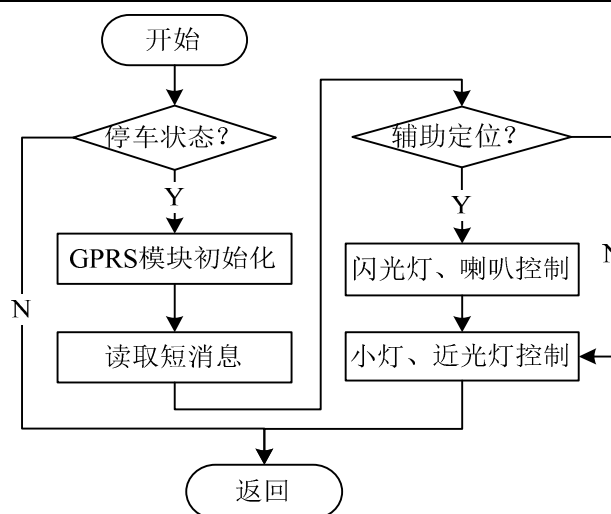 开始
停车状态?
Y
GPRS模块初始化
N
读取短消息
辅助定位?
Y
N
闪光灯、喇叭控制
小灯、近光灯控制
返回